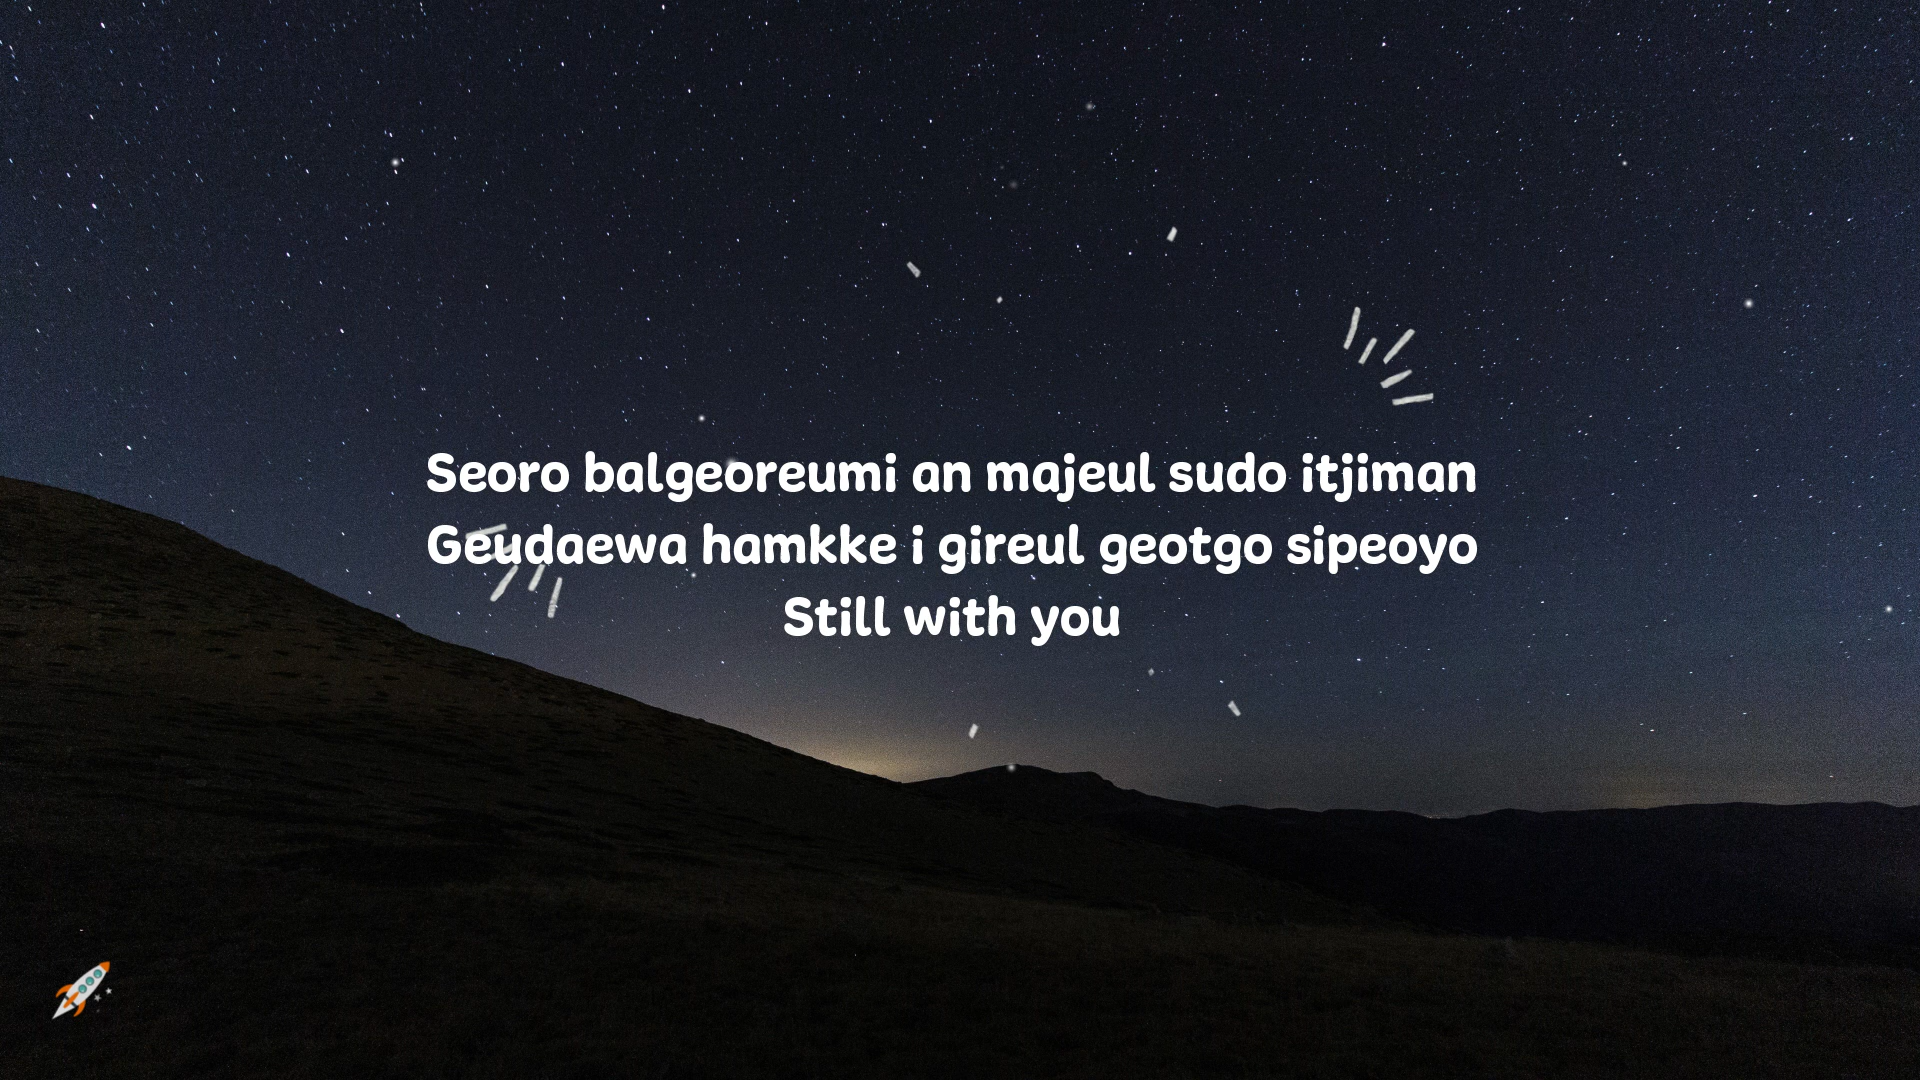 Seoro balgeoreumi an majeul sudo itjiman
Geudaewa hamkke i gireul geotgo sipeoyo
Still with you